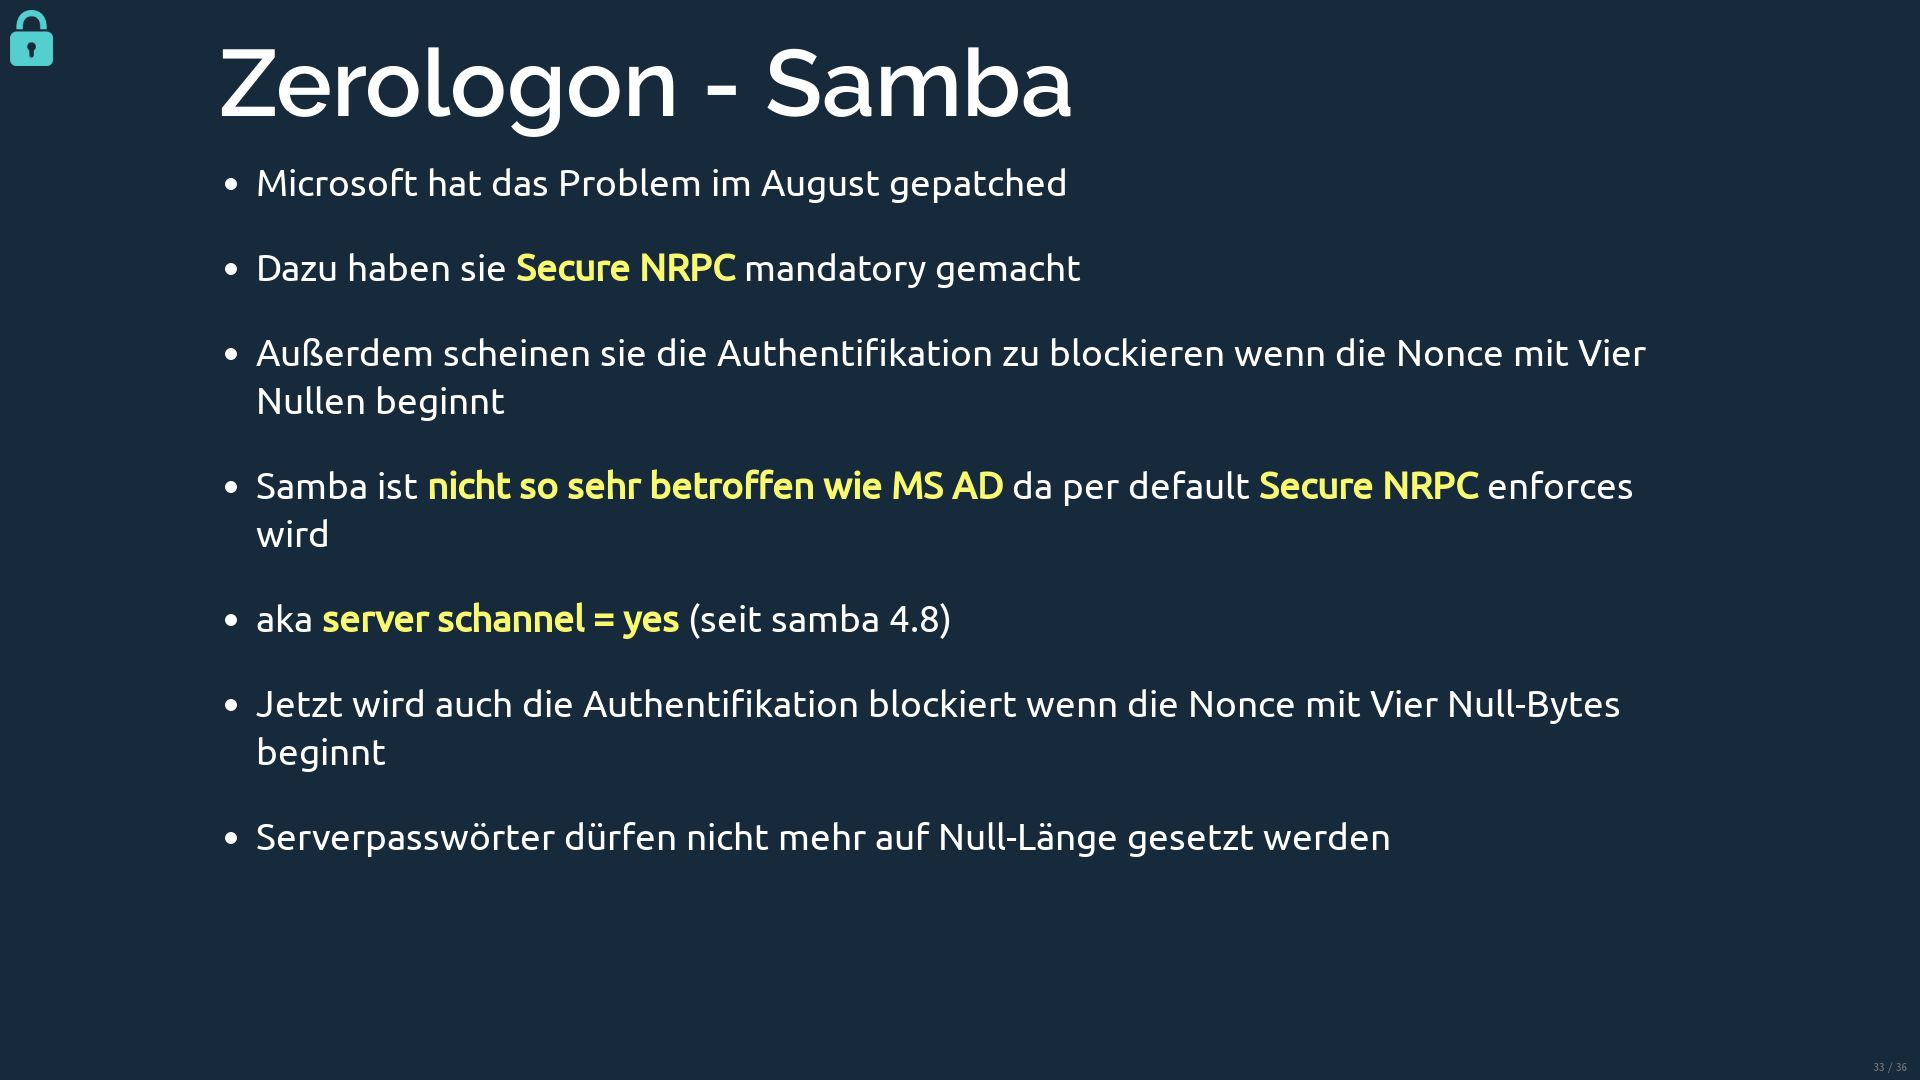 Zerologon - Samba
Microsoft hat das Problem im August gepatched
Dazu haben sie Secure NRPC mandatory gemacht
Außerdem scheinen sie die Authentifikation zu blockieren wenn die Nonce mit Vier
Nullen beginnt
Samba ist nicht so sehr betroffen wie MS AD da per default Secure NRPC enforces
wird
aka server schannel = yes (seit samba 4.8)
Jetzt wird auch die Authentifikation blockiert wenn die Nonce mit Vier Null-Bytes
beginnt
Serverpasswörter dürfen nicht mehr auf Null-Länge gesetzt werden
33 / 36